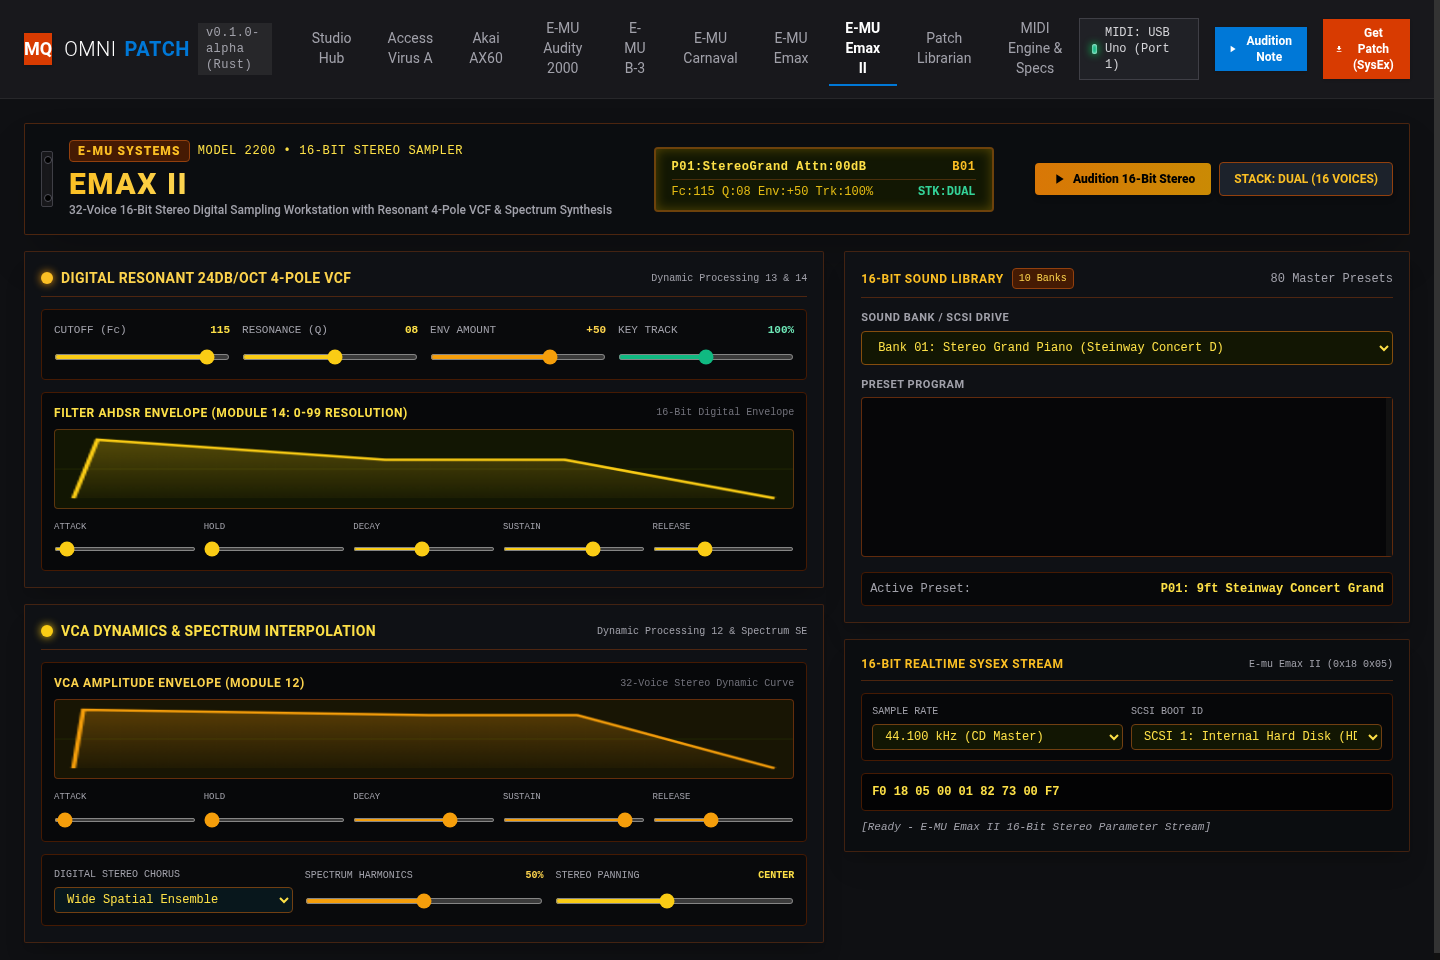 MQ OMNI PATCH
v0.1.0-alpha (Rust)
Studio Hub
Access Virus A
Akai AX60
E-MU Audity 2000
E-MU B-3
E-MU Carnaval
E-MU Emax
E-MU Emax II
Patch Librarian
MIDI Engine & Specs
MIDI: USB Uno (Port 1)
Audition Note
Get Patch (SysEx)
E-MU SYSTEMS MODEL 2200 • 16-BIT STEREO SAMPLER
EMAX II
32-Voice 16-Bit Stereo Digital Sampling Workstation with Resonant 4-Pole VCF & Spectrum Synthesis
P01:StereoGrand Attn:00dB B01
Fc:115 Q:08 Env:+50 Trk:100% STK:DUAL
Audition 16-Bit Stereo
STACK: DUAL (16 VOICES)
DIGITAL RESONANT 24DB/OCT 4-POLE VCF Dynamic Processing 13 & 14
CUTOFF (Fc) 115 RESONANCE (Q) 08 ENV AMOUNT +50 KEY TRACK 100%
FILTER AHDSR ENVELOPE (MODULE 14: 0-99 RESOLUTION) 16-Bit Digital Envelope
ATTACK HOLD DECAY SUSTAIN RELEASE
VCA DYNAMICS & SPECTRUM INTERPOLATION Dynamic Processing 12 & Spectrum SE
VCA AMPLITUDE ENVELOPE (MODULE 12) 32-Voice Stereo Dynamic Curve
ATTACK HOLD DECAY SUSTAIN RELEASE
DIGITAL STEREO CHORUS SPECTRUM HARMONICS 50% STEREO PANNING CENTER
Wide Spatial Ensemble
16-BIT SOUND LIBRARY 10 Banks 80 Master Presets
SOUND BANK / SCSI DRIVE
Bank 01: Stereo Grand Piano (Steinway Concert D)
PRESET PROGRAM
Active Preset: P01: 9ft Steinway Concert Grand
16-BIT REALTIME SYSEX STREAM E-mu Emax II (0x18 0x05)
SAMPLE RATE SCSI BOOT ID
44.100 kHz (CD Master) SCSI 1: Internal Hard Disk (HD
F0 18 05 00 01 82 73 00 F7
[Ready - E-MU Emax II 16-Bit Stereo Parameter Stream]